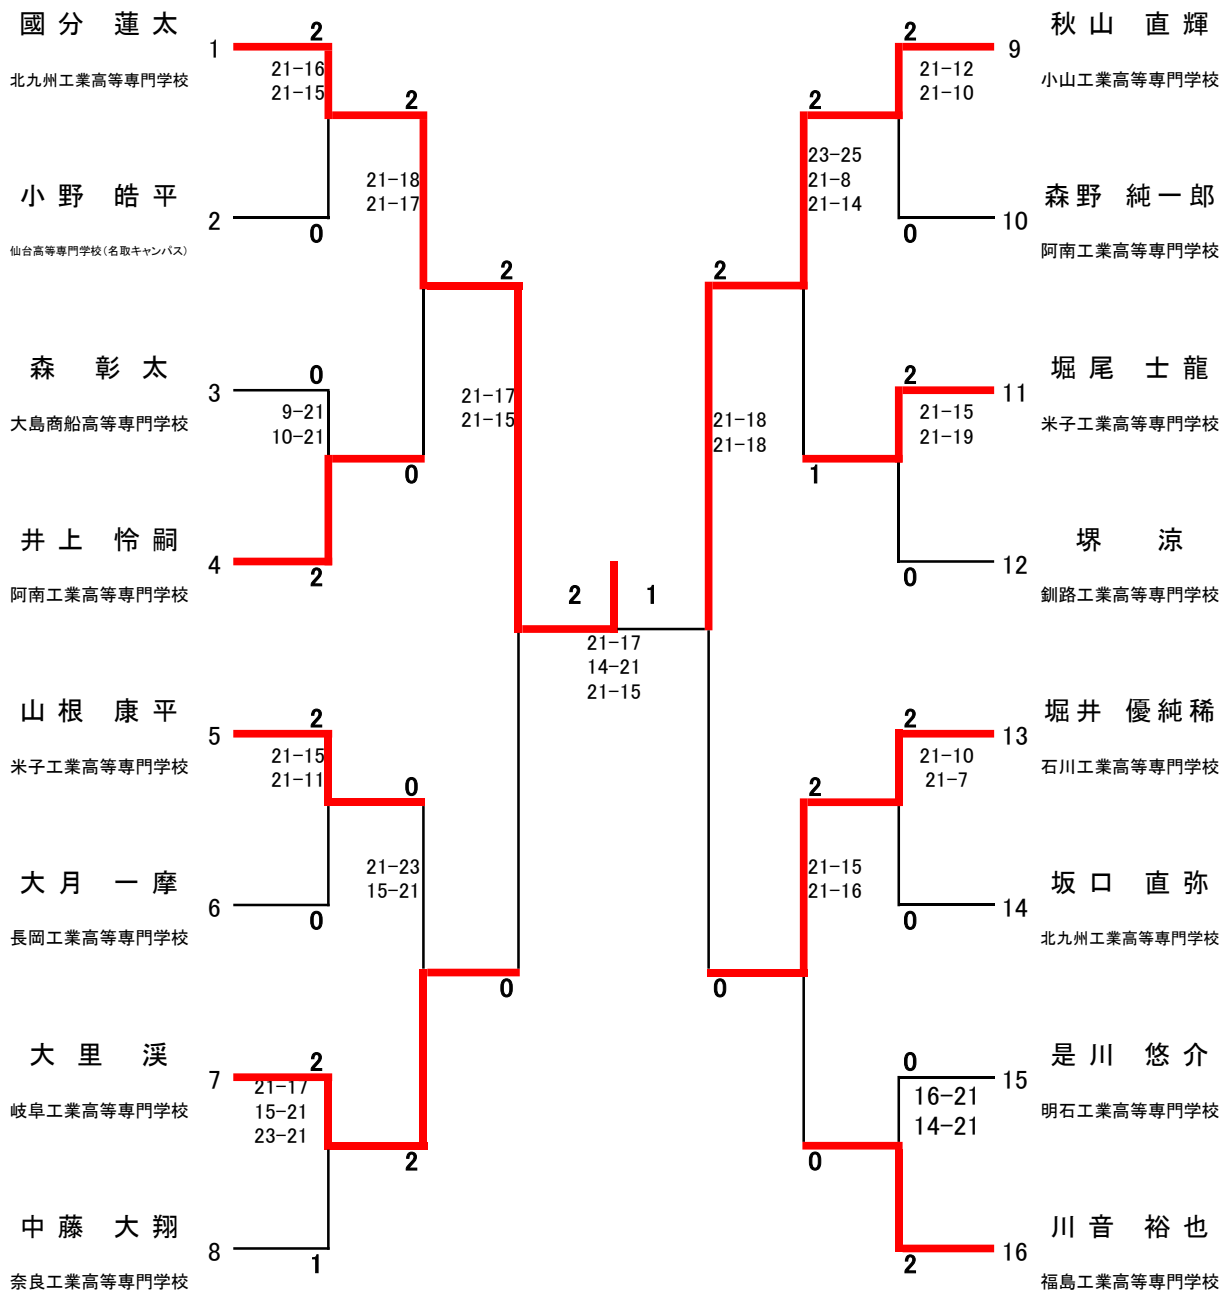 國分 蓮太
1
北九州工業高等専門学校
2
21-16
21-15
2
小野 皓平
2
仙台高等専門学校(名取キャンパス)
0
21-18
21-17
2
森 彰太
3
大島商船高等専門学校
0
9-21
10-21
0
井上 怜嗣
4
阿南工業高等専門学校
2
21-17
21-15
山根 康平
5
米子工業高等専門学校
2
21-15
21-11
0
大月 一摩
6
長岡工業高等専門学校
0
21-23
15-21
0
大里 渓
7
岐阜工業高等専門学校
2
21-17
15-21
23-21
2
中藤 大翔
8
奈良工業高等専門学校
1
2 1
21-17
14-21
21-15
秋山 直輝
9
小山工業高等専門学校
2
21-12
21-10
2
森野 純一郎
10
阿南工業高等専門学校
0
23-25
21-8
21-14
2
堀尾 士龍
11
米子工業高等専門学校
2
21-15
21-19
1
堺 涼
12
釧路工業高等専門学校
0
21-18
21-18
堀井 優純稀
13
石川工業高等専門学校
2
21-10
21-7
2
坂口 直弥
14
北九州工業高等専門学校
0
21-15
21-16
0
是川 悠介
15
明石工業高等専門学校
0
16-21
14-21
0
川音 裕也
16
福島工業高等専門学校
2